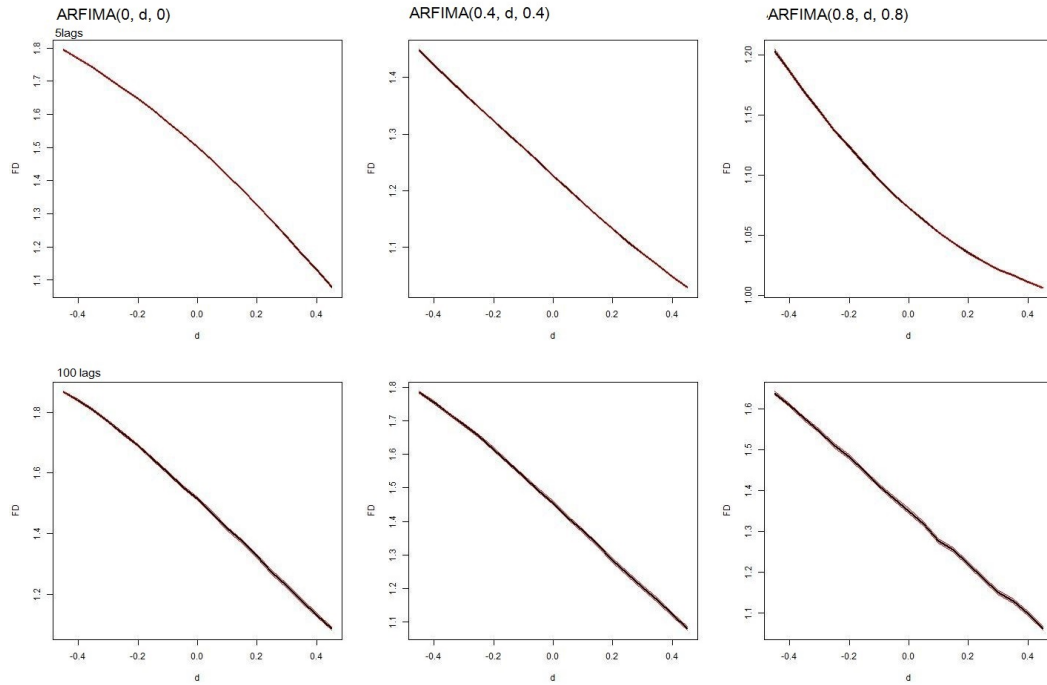 ARFIMA(0, d, 0)
ARFIMA(0.4, d, 0.4)
.ARFIMA(0.8, d, 0.8)
5lags
FD
1.1 1.2 1.3 1.4 1.5 1.6 1.7 1.8
-0.4 -0.2 0.0 0.2 0.4
d
FD
1.1 1.2 1.3 1.4
-0.4 -0.2 0.0 0.2 0.4
d
FD
1.00 1.05 1.10 1.15 1.20
-0.4 -0.2 0.0 0.2 0.4
d
100 lags
FD
1.2 1.4 1.6 1.8
-0.4 -0.2 0.0 0.2 0.4
d
FD
1.1 1.2 1.3 1.4 1.5 1.6 1.7 1.8
-0.4 -0.2 0.0 0.2 0.4
d
FD
1.1 1.2 1.3 1.4 1.5 1.6
-0.4 -0.2 0.0 0.2 0.4
d